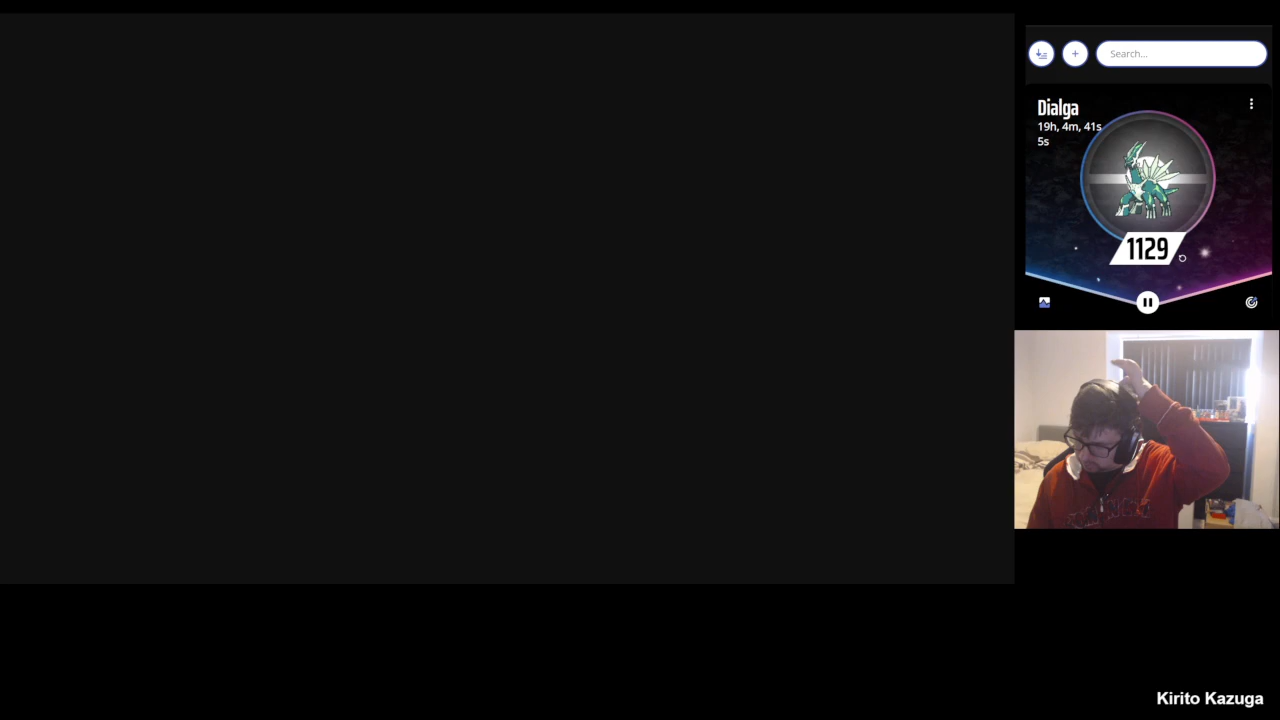 Search...
Dialga
19h, 4m, 41s
5s
1129
Kirito Kazuga